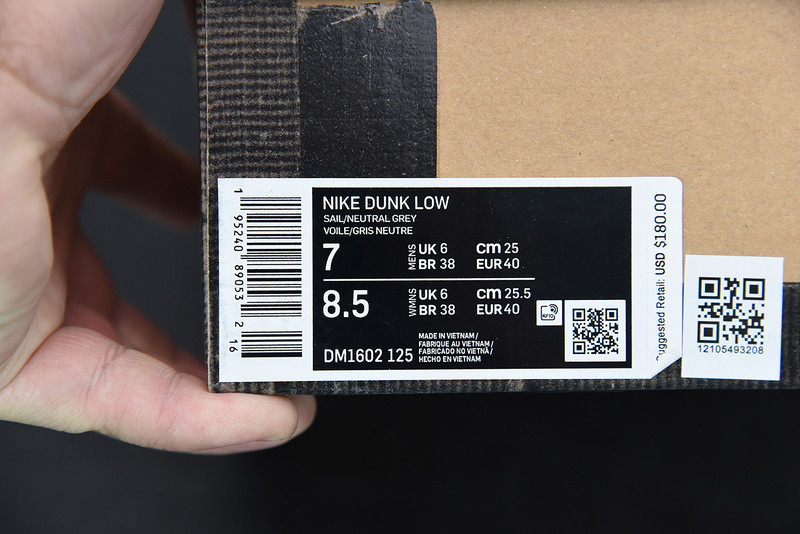 NIKE DUNK LOW
SAIL/NEUTRAL GREY
VOILE/GRIS NEUTRE
7 MENS UK 6 cm 25
BR 38 EUR 40
8.5 WMNS UK 6 cm 25.5
BR 38 EUR 40
RFID
DM1602 125
MADE IN VIETNAM /
FABRIQUE AU VIETNAM /
FABRICADO NO VIETNÃ /
HECHO EN VIETNAM
1 95240 89053 2 16
uggested Retail: USD $180.00
12105493208